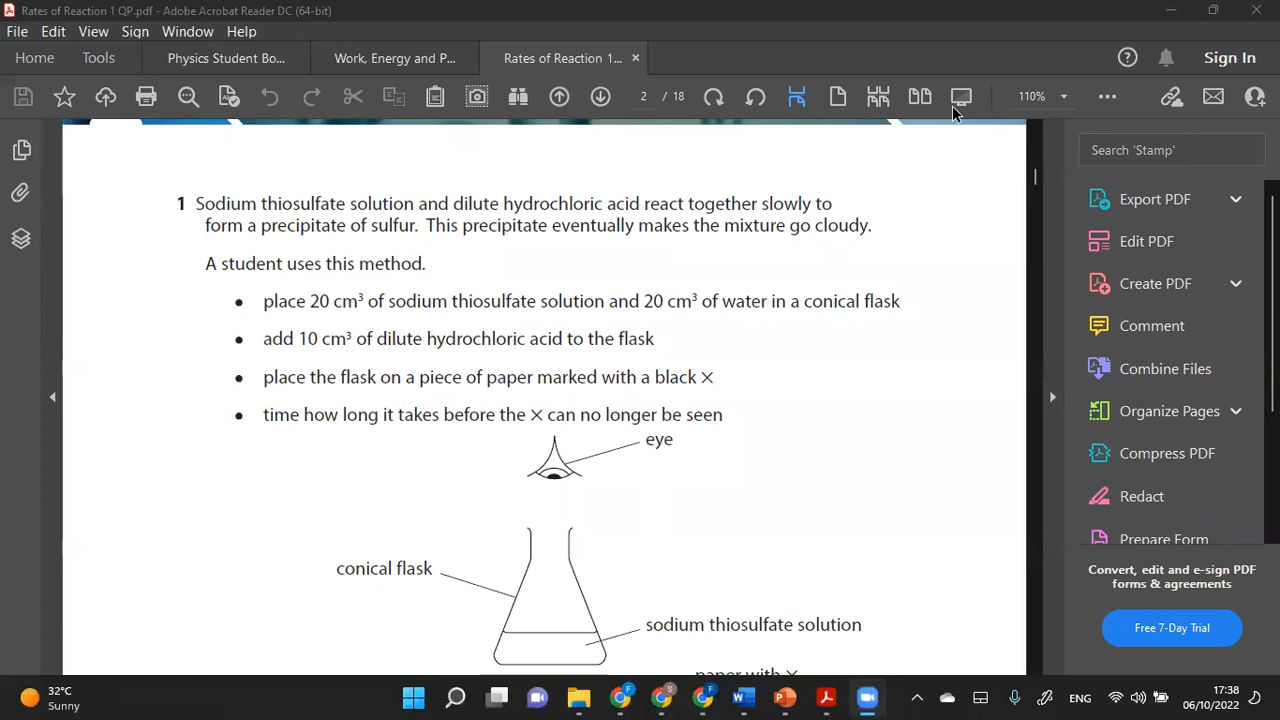 Rates of Reaction 1 QP.pdf - Adobe Acrobat Reader DC (64-bit)
File Edit View Sign Window Help
Home Tools Physics Student Bo... Work, Energy and P... Rates of Reaction 1... × ? Sign In
2 / 18 110%
Search 'Stamp'
Export PDF
Edit PDF
Create PDF
Comment
Combine Files
Organize Pages
Compress PDF
Redact
Prepare Form
Convert, edit and e-sign PDF
forms & agreements
Free 7-Day Trial
1 Sodium thiosulfate solution and dilute hydrochloric acid react together slowly to
form a precipitate of sulfur. This precipitate eventually makes the mixture go cloudy.
A student uses this method.
• place 20 cm³ of sodium thiosulfate solution and 20 cm³ of water in a conical flask
• add 10 cm³ of dilute hydrochloric acid to the flask
• place the flask on a piece of paper marked with a black ×
• time how long it takes before the × can no longer be seen
eye
conical flask
sodium thiosulfate solution
paper with ×
32°C
Sunny
ENG
17:38
06/10/2022